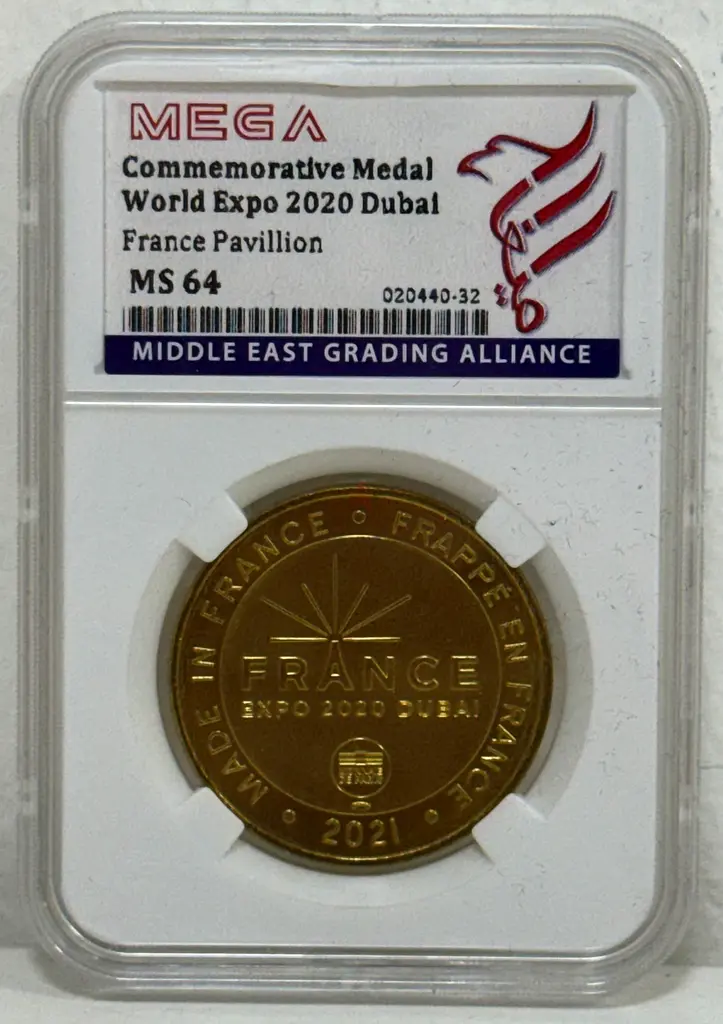 MEGA
Commemorative Medal
World Expo 2020 Dubai
France Pavillion
MS 64
020440-32
MIDDLE EAST GRADING ALLIANCE
MADE IN FRANCE • FRAPPÉ EN FRANCE
FRANCE
EXPO 2020 DUBAI
2021